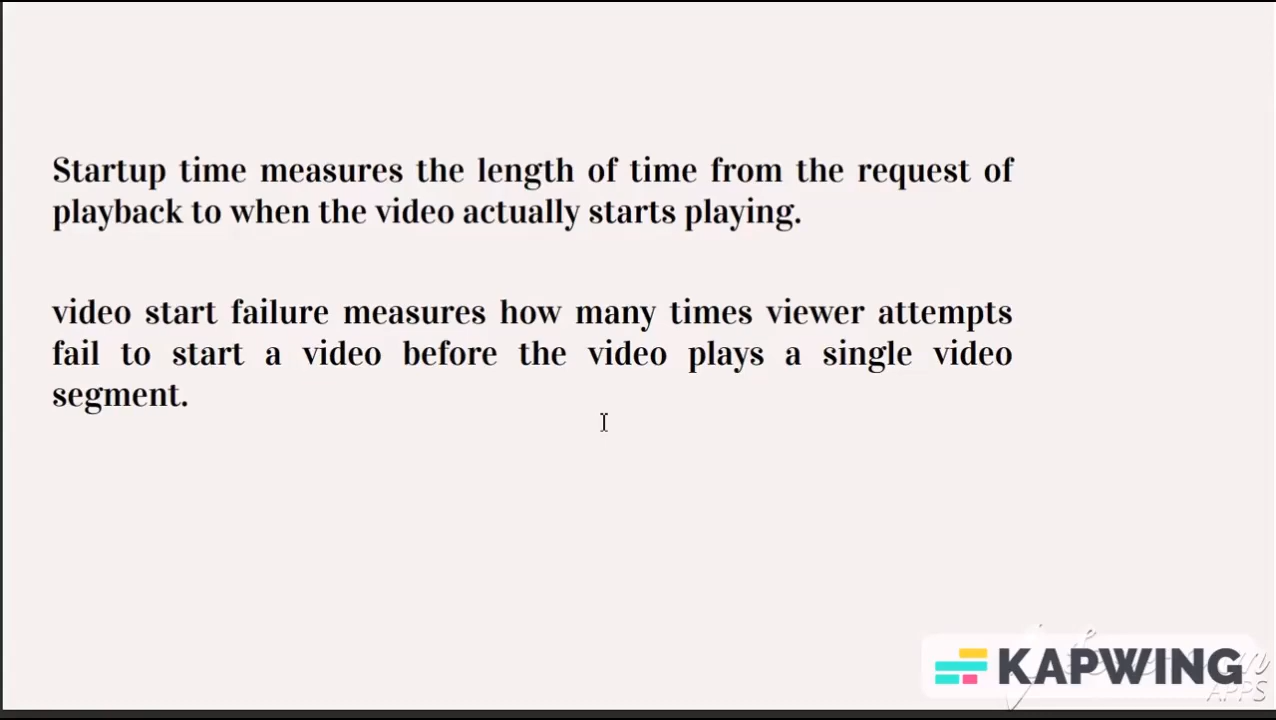 Startup time measures the length of time from the request of
playback to when the video actually starts playing.
video start failure measures how many times viewer attempts
fail to start a video before the video plays a single video
segment.
KAPWING
APPS